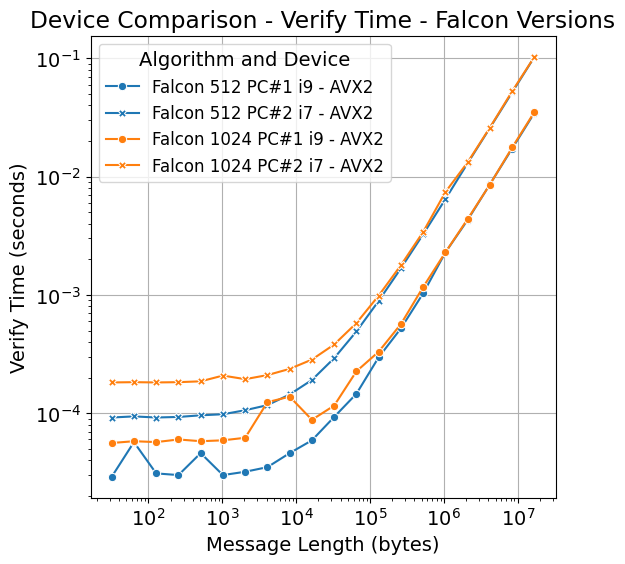 Device Comparison - Verify Time - Falcon Versions
Algorithm and Device
Falcon 512 PC#1 i9 - AVX2
Falcon 512 PC#2 i7 - AVX2
Falcon 1024 PC#1 i9 - AVX2
Falcon 1024 PC#2 i7 - AVX2
Verify Time (seconds)
10⁻¹
10⁻²
10⁻³
10⁻⁴
10² 10³ 10⁴ 10⁵ 10⁶ 10⁷
Message Length (bytes)